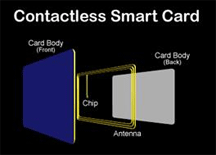 Contactless Smart Card
Card Body
(Front)
Card Body
(Back)
Chip
Antenna